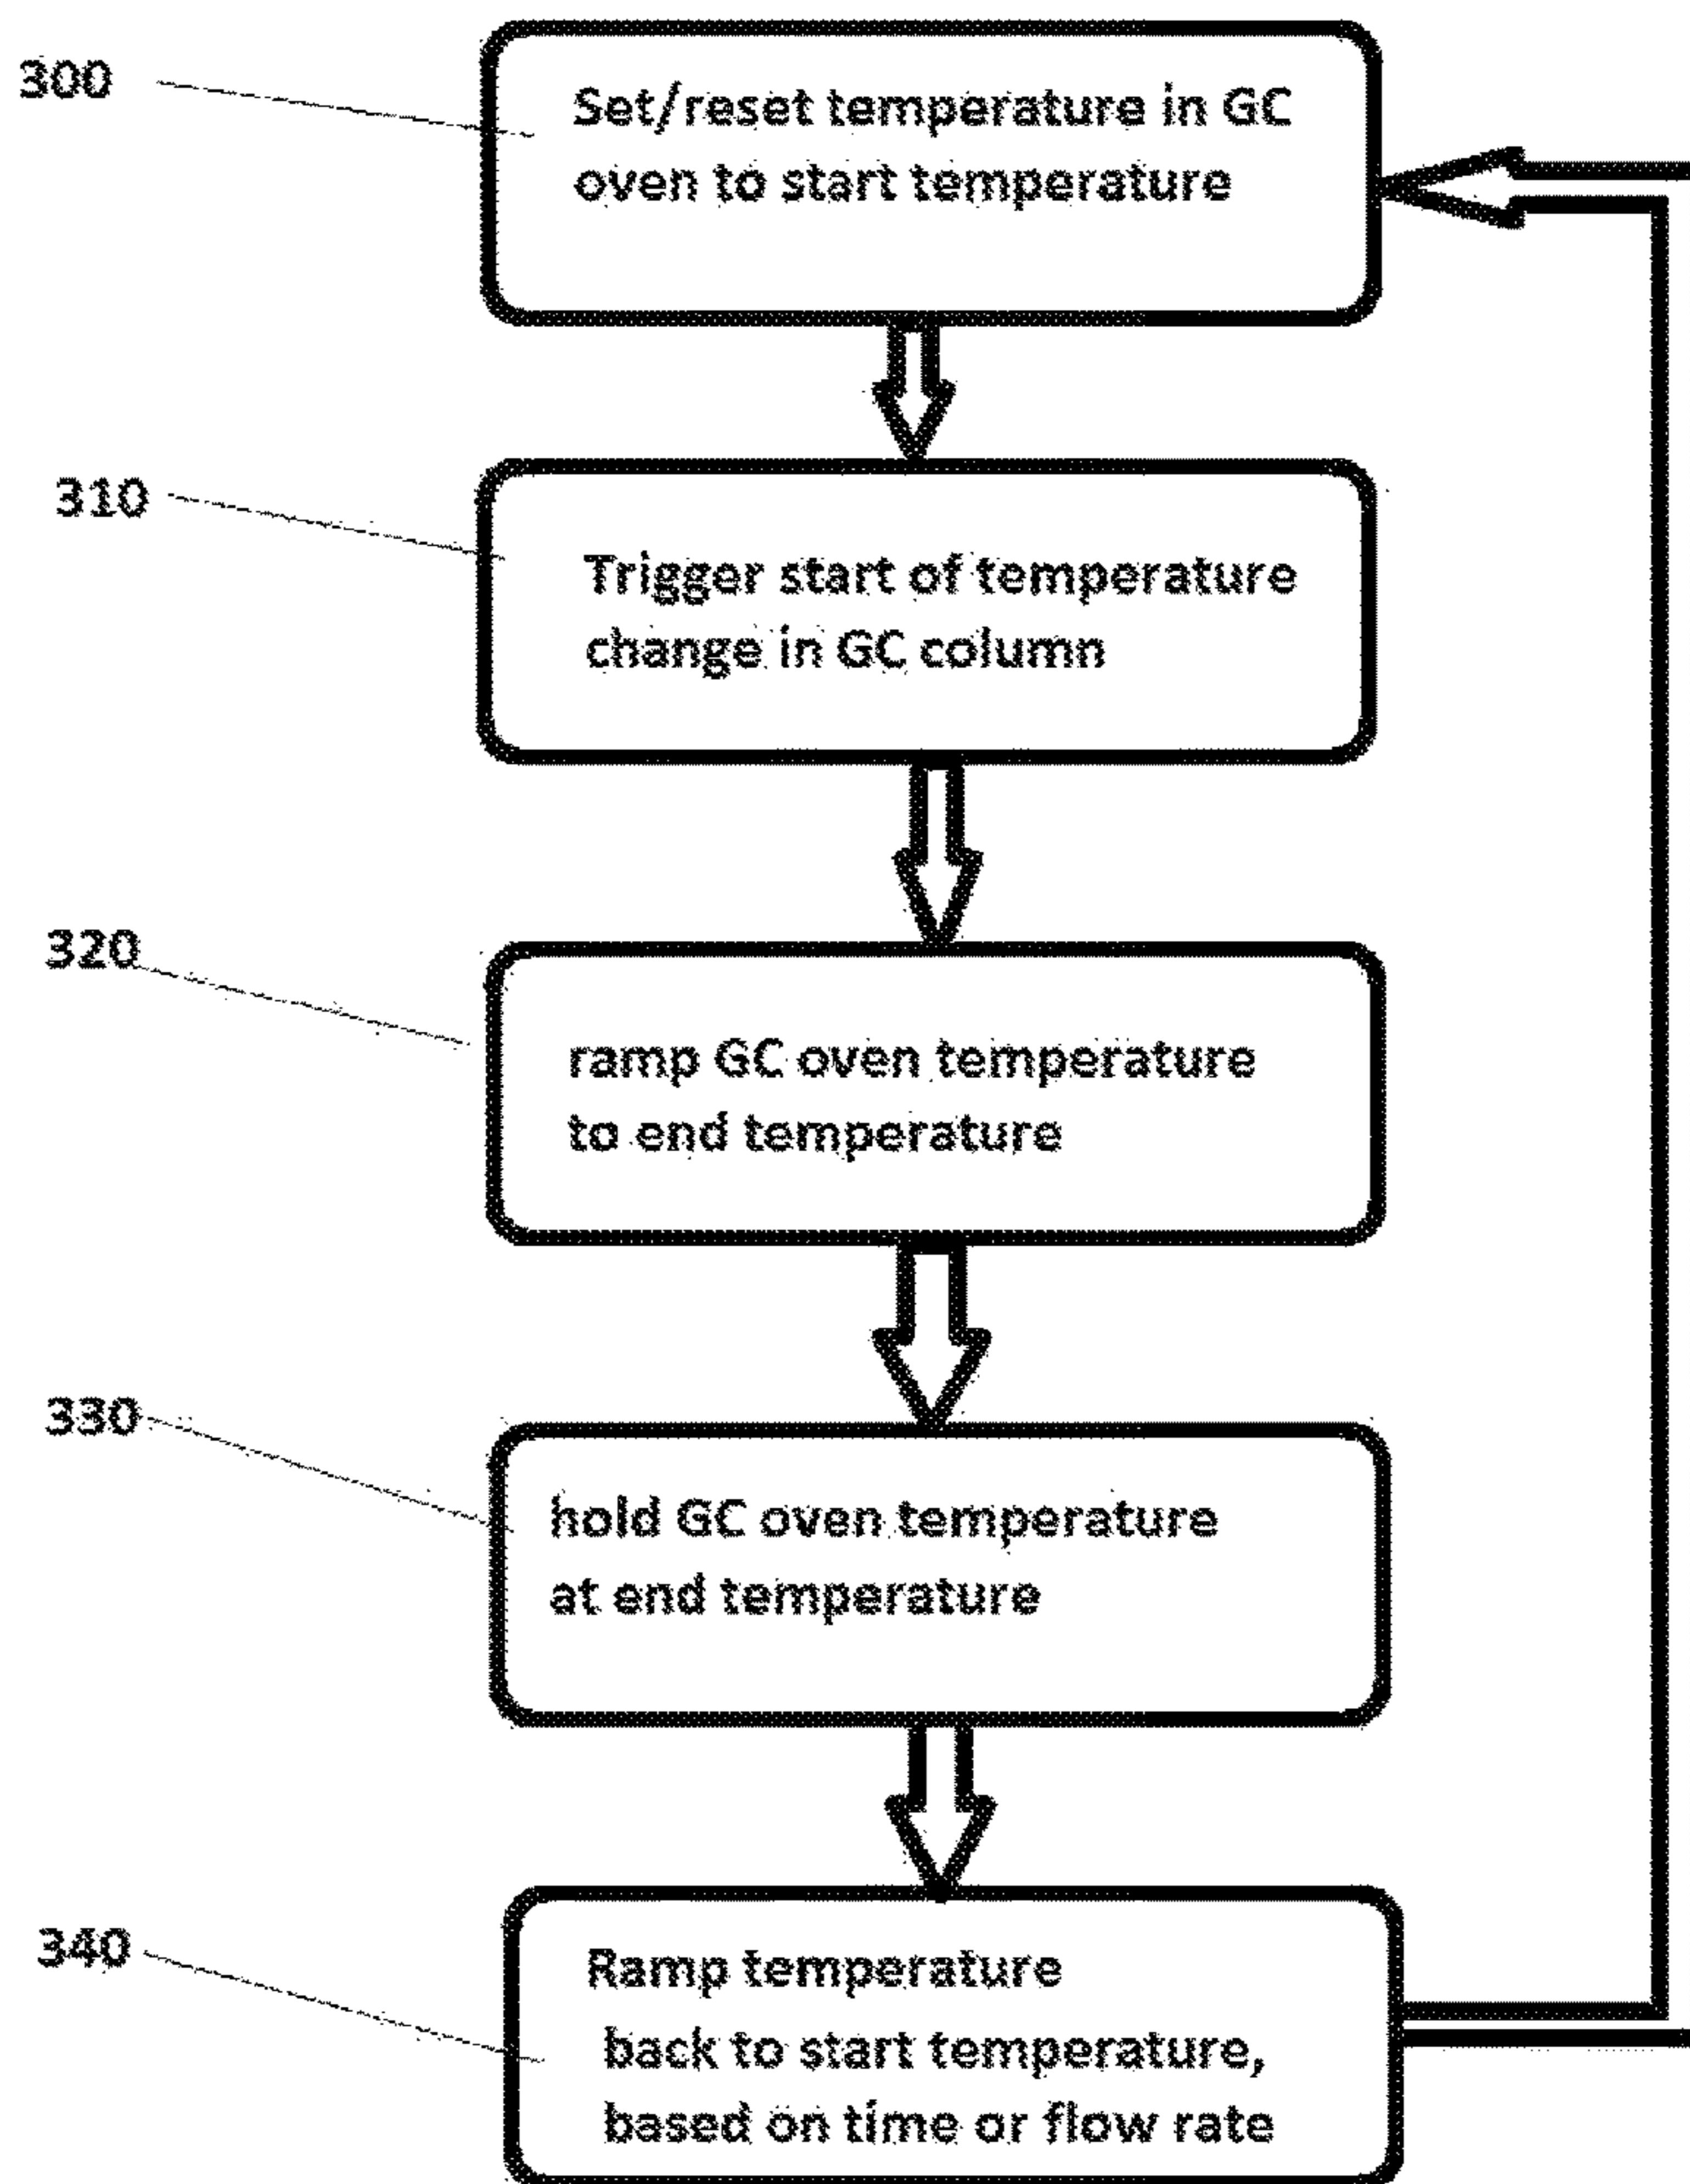 300
Set/reset temperature in GC
oven to start temperature
310
Trigger start of temperature
change in GC column
320
ramp GC oven temperature
to end temperature
330
hold GC oven temperature
at end temperature
340
Ramp temperature
back to start temperature,
based on time or flow rate